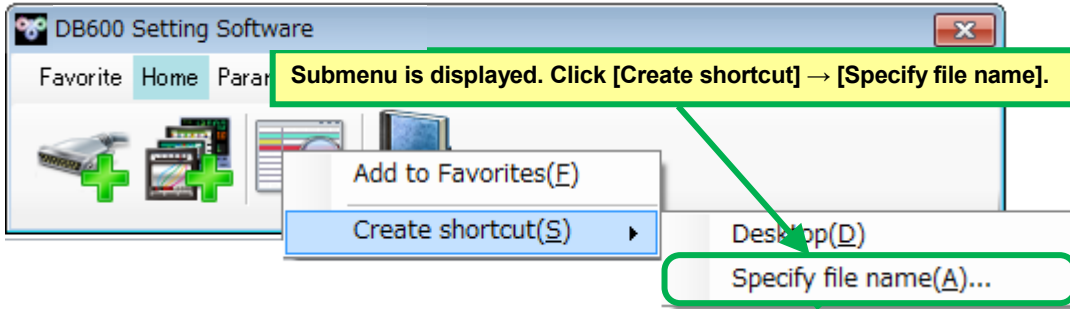 DB600 Setting Software
Favorite Home Paran
Submenu is displayed. Click [Create shortcut] → [Specify file name].
Add to Favorites(F)
Create shortcut(S)
Desktop(D)
Specify file name(A)...